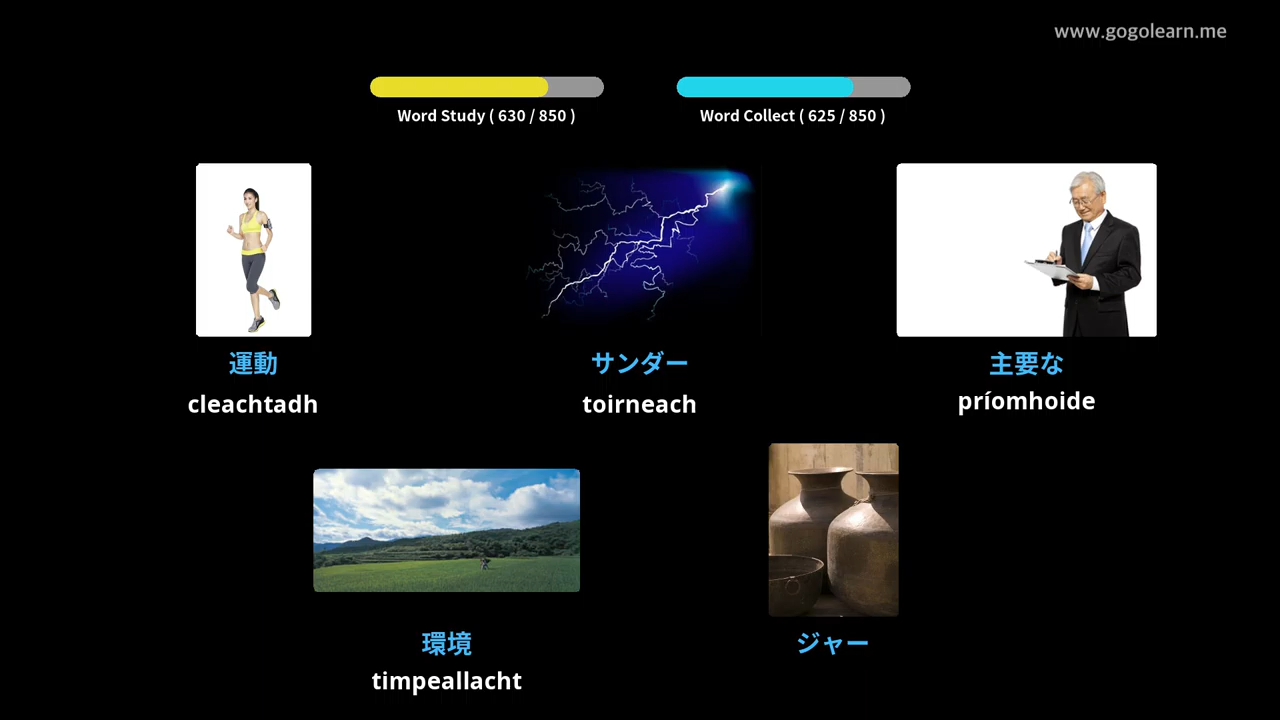 www.gogolearn.me
Word Study ( 630 / 850 )
Word Collect ( 625 / 850 )
運動
cleachtadh
サンダー
toirneach
主要な
príomhoide
環境
timpeallacht
ジャー